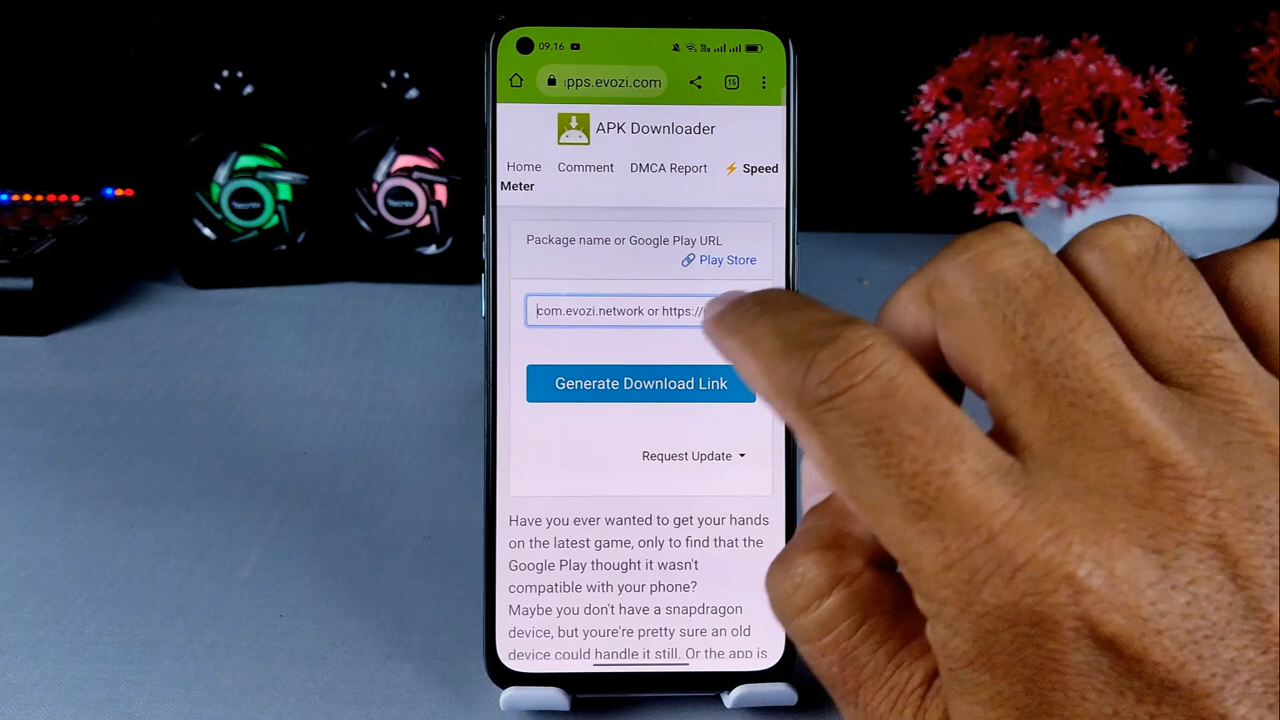 09.16
apps.evozi.com
15
APK Downloader
Home Comment DMCA Report ⚡ Speed
Meter
Package name or Google Play URL
Play Store
com.evozi.network or https://
Generate Download Link
Request Update
Have you ever wanted to get your hands
on the latest game, only to find that the
Google Play thought it wasn't
compatible with your phone?
Maybe you don't have a snapdragon
device, but youre're pretty sure an old
device could handle it still. Or the app is